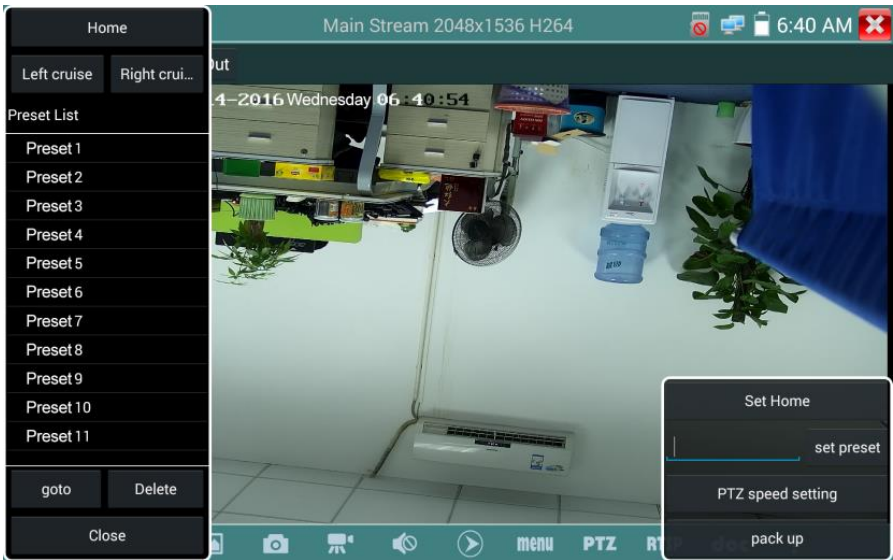 Home
Main Stream 2048x1536 H264
6:40 AM
Left cruise
Right crui...
Out
4-2016 Wednesday 06:40:54
Preset List
Preset 1
Preset 2
Preset 3
Preset 4
Preset 5
Preset 6
Preset 7
Preset 8
Preset 9
Preset 10
Preset 11
Set Home
set preset
goto
Delete
PTZ speed setting
Close
menu
PTZ
pack up